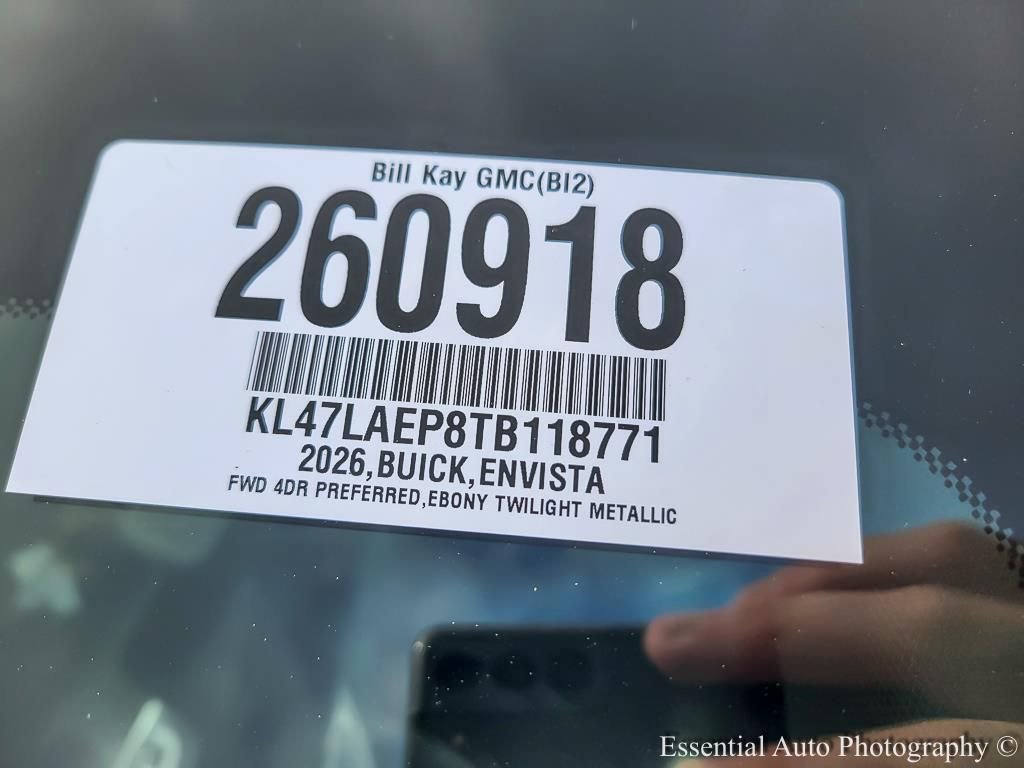 Bill Kay GMC(BI2)
260918
KL47LAEP8TB118771
2026,BUICK,ENVISTA
FWD 4DR PREFERRED,EBONY TWILIGHT METALLIC
Essential Auto Photography ©